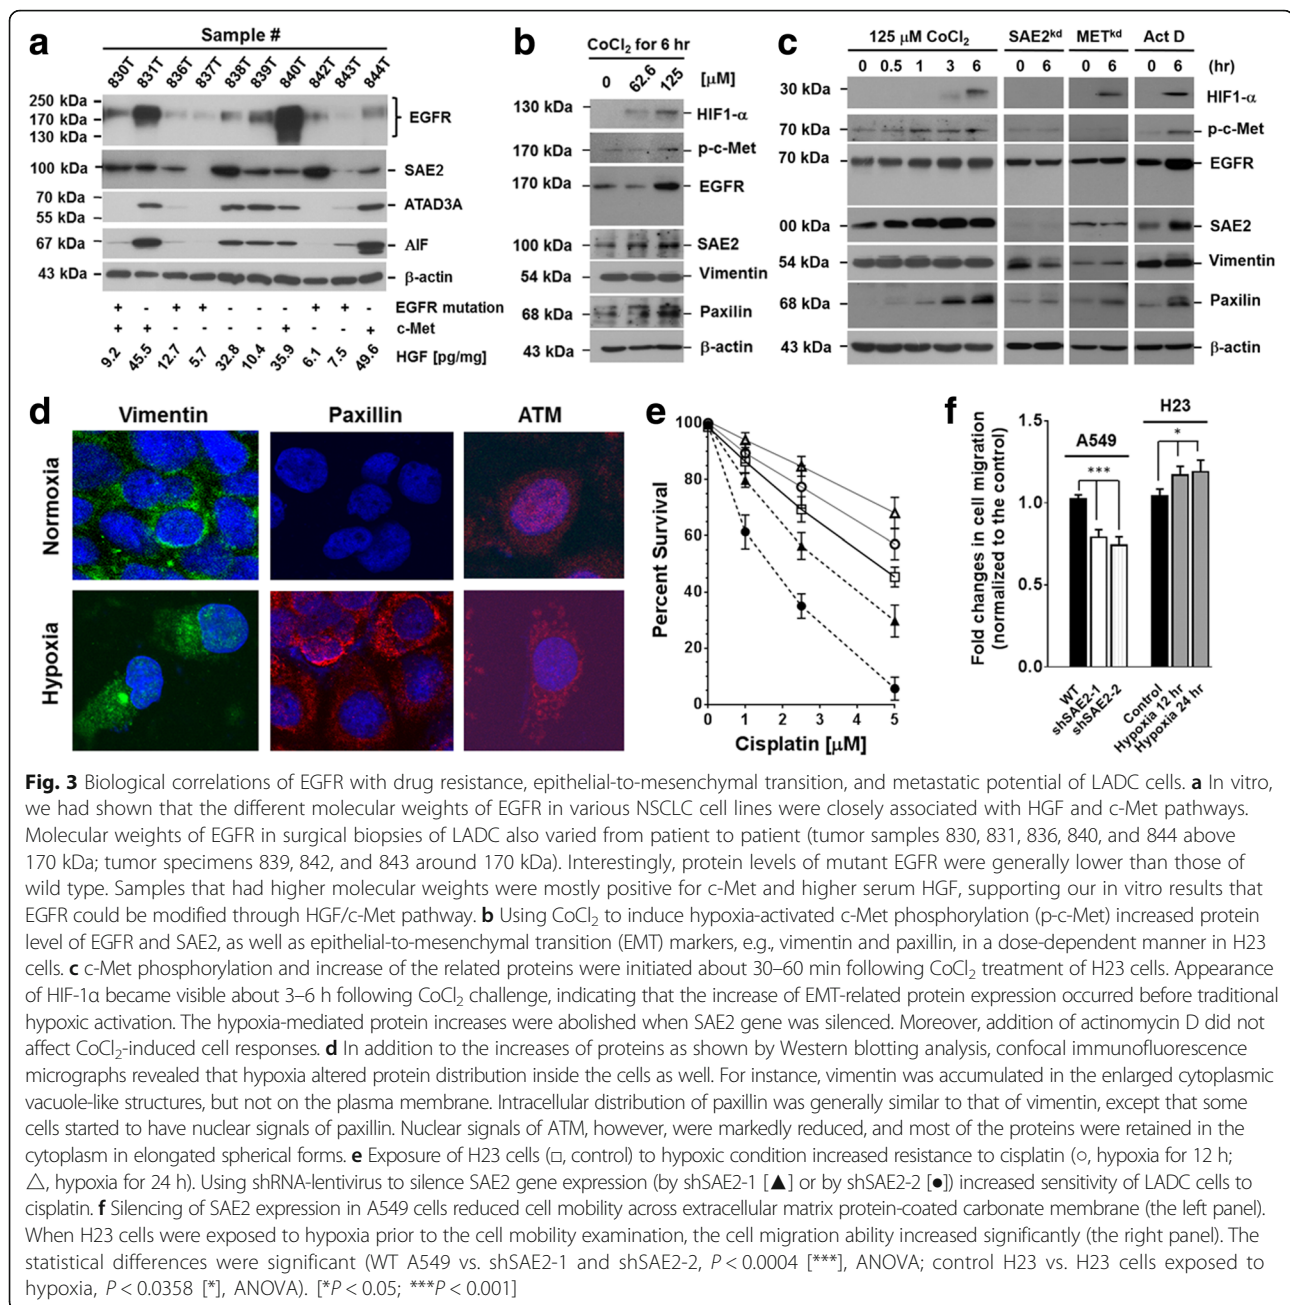 a
Sample #
830T 831T 836T 837T 838T 839T 840T 842T 843T 844T
250 kDa
170 kDa
130 kDa
EGFR
100 kDa
SAE2
70 kDa
55 kDa
ATAD3A
67 kDa
AIF
43 kDa
β-actin
+ - + + - - - + + - EGFR mutation
+ + - - - - + - - + c-Met
9.2 45.5 12.7 5.7 32.8 10.4 35.9 6.1 7.5 49.6 HGF [pg/mg]
b
CoCl₂ for 6 hr
0 62.6 125 [µM]
130 kDa HIF1-α
170 kDa p-c-Met
170 kDa EGFR
100 kDa SAE2
54 kDa Vimentin
68 kDa Paxilin
43 kDa β-actin
c
125 µM CoCl₂ SAE2ᵏᵈ METᵏᵈ Act D
0 0.5 1 3 6 0 6 0 6 0 6 (hr)
30 kDa HIF1-α
70 kDa p-c-Met
70 kDa EGFR
00 kDa SAE2
54 kDa Vimentin
68 kDa Paxilin
43 kDa β-actin
d
Vimentin Paxillin ATM
Normoxia
Hypoxia
e
Percent Survival
100
80
60
40
20
0
0 1 2 3 4 5
Cisplatin [µM]
f
Fold changes in cell migration
(normalized to the control)
1.5
1.0
0.5
0.0
A549
***
H23
*
WT
shSAE2-1
shSAE2-2
Control
Hypoxia 12 hr
Hypoxia 24 hr
Fig. 3 Biological correlations of EGFR with drug resistance, epithelial-to-mesenchymal transition, and metastatic potential of LADC cells. a In vitro,
we had shown that the different molecular weights of EGFR in various NSCLC cell lines were closely associated with HGF and c-Met pathways.
Molecular weights of EGFR in surgical biopsies of LADC also varied from patient to patient (tumor samples 830, 831, 836, 840, and 844 above
170 kDa; tumor specimens 839, 842, and 843 around 170 kDa). Interestingly, protein levels of mutant EGFR were generally lower than those of
wild type. Samples that had higher molecular weights were mostly positive for c-Met and higher serum HGF, supporting our in vitro results that
EGFR could be modified through HGF/c-Met pathway. b Using CoCl₂ to induce hypoxia-activated c-Met phosphorylation (p-c-Met) increased protein
level of EGFR and SAE2, as well as epithelial-to-mesenchymal transition (EMT) markers, e.g., vimentin and paxillin, in a dose-dependent manner in H23
cells. c c-Met phosphorylation and increase of the related proteins were initiated about 30–60 min following CoCl₂ treatment of H23 cells. Appearance
of HIF-1α became visible about 3–6 h following CoCl₂ challenge, indicating that the increase of EMT-related protein expression occurred before traditional
hypoxic activation. The hypoxia-mediated protein increases were abolished when SAE2 gene was silenced. Moreover, addition of actinomycin D did not
affect CoCl₂-induced cell responses. d In addition to the increases of proteins as shown by Western blotting analysis, confocal immunofluorescence
micrographs revealed that hypoxia altered protein distribution inside the cells as well. For instance, vimentin was accumulated in the enlarged cytoplasmic
vacuole-like structures, but not on the plasma membrane. Intracellular distribution of paxillin was generally similar to that of vimentin, except that some
cells started to have nuclear signals of paxillin. Nuclear signals of ATM, however, were markedly reduced, and most of the proteins were retained in the
cytoplasm in elongated spherical forms. e Exposure of H23 cells (□, control) to hypoxic condition increased resistance to cisplatin (○, hypoxia for 12 h;
△, hypoxia for 24 h). Using shRNA-lentivirus to silence SAE2 gene expression (by shSAE2-1 [▲] or by shSAE2-2 [●]) increased sensitivity of LADC cells to
cisplatin. f Silencing of SAE2 expression in A549 cells reduced cell mobility across extracellular matrix protein-coated carbonate membrane (the left panel).
When H23 cells were exposed to hypoxia prior to the cell mobility examination, the cell migration ability increased significantly (the right panel). The
statistical differences were significant (WT A549 vs. shSAE2-1 and shSAE2-2, P < 0.0004 [***], ANOVA; control H23 vs. H23 cells exposed to
hypoxia, P < 0.0358 [*], ANOVA). [*P < 0.05; ***P < 0.001]